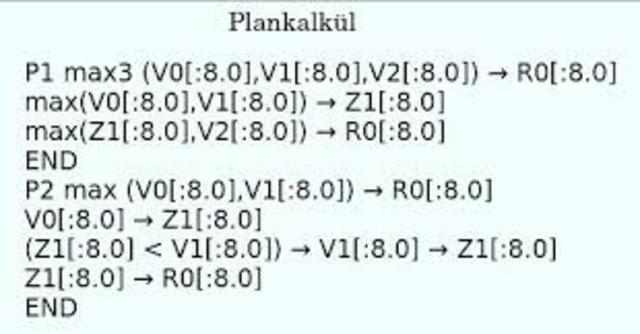 Plankalkül
P1 max3 (V0[:8.0],V1[:8.0],V2[:8.0]) → R0[:8.0]
max(V0[:8.0],V1[:8.0]) → Z1[:8.0]
max(Z1[:8.0],V2[:8.0]) → R0[:8.0]
END
P2 max (V0[:8.0],V1[:8.0]) → R0[:8.0]
V0[:8.0] → Z1[:8.0]
(Z1[:8.0] < V1[:8.0]) → V1[:8.0] → Z1[:8.0]
Z1[:8.0] → R0[:8.0]
END